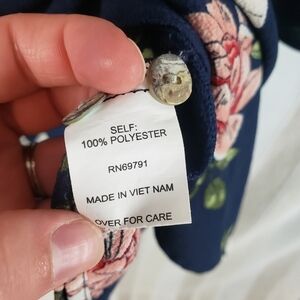 SELF:
100% POLYESTER
RN69791
MADE IN VIET NAM
OVER FOR CARE